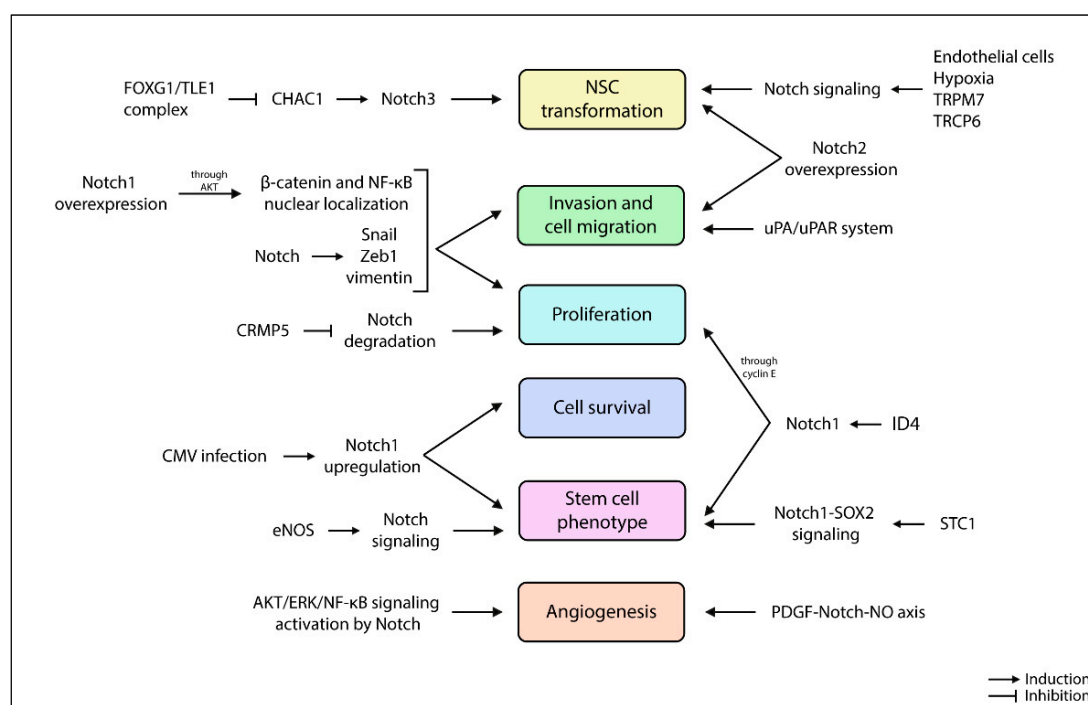 FOXG1/TLE1
complex
CHAC1
Notch3
NSC
transformation
Notch signaling
Endothelial cells
Hypoxia
TRPM7
TRCP6
Notch2
overexpression
Notch1
overexpression
through
AKT
β-catenin and NF-κB
nuclear localization
Notch
Snail
Zeb1
vimentin
Invasion and
cell migration
uPA/uPAR system
CRMP5
Notch
degradation
Proliferation
through
cyclin E
Cell survival
Notch1
ID4
CMV infection
Notch1
upregulation
Stem cell
phenotype
eNOS
Notch
signaling
Notch1-SOX2
signaling
STC1
AKT/ERK/NF-κB signaling
activation by Notch
Angiogenesis
PDGF-Notch-NO axis
Induction
Inhibition